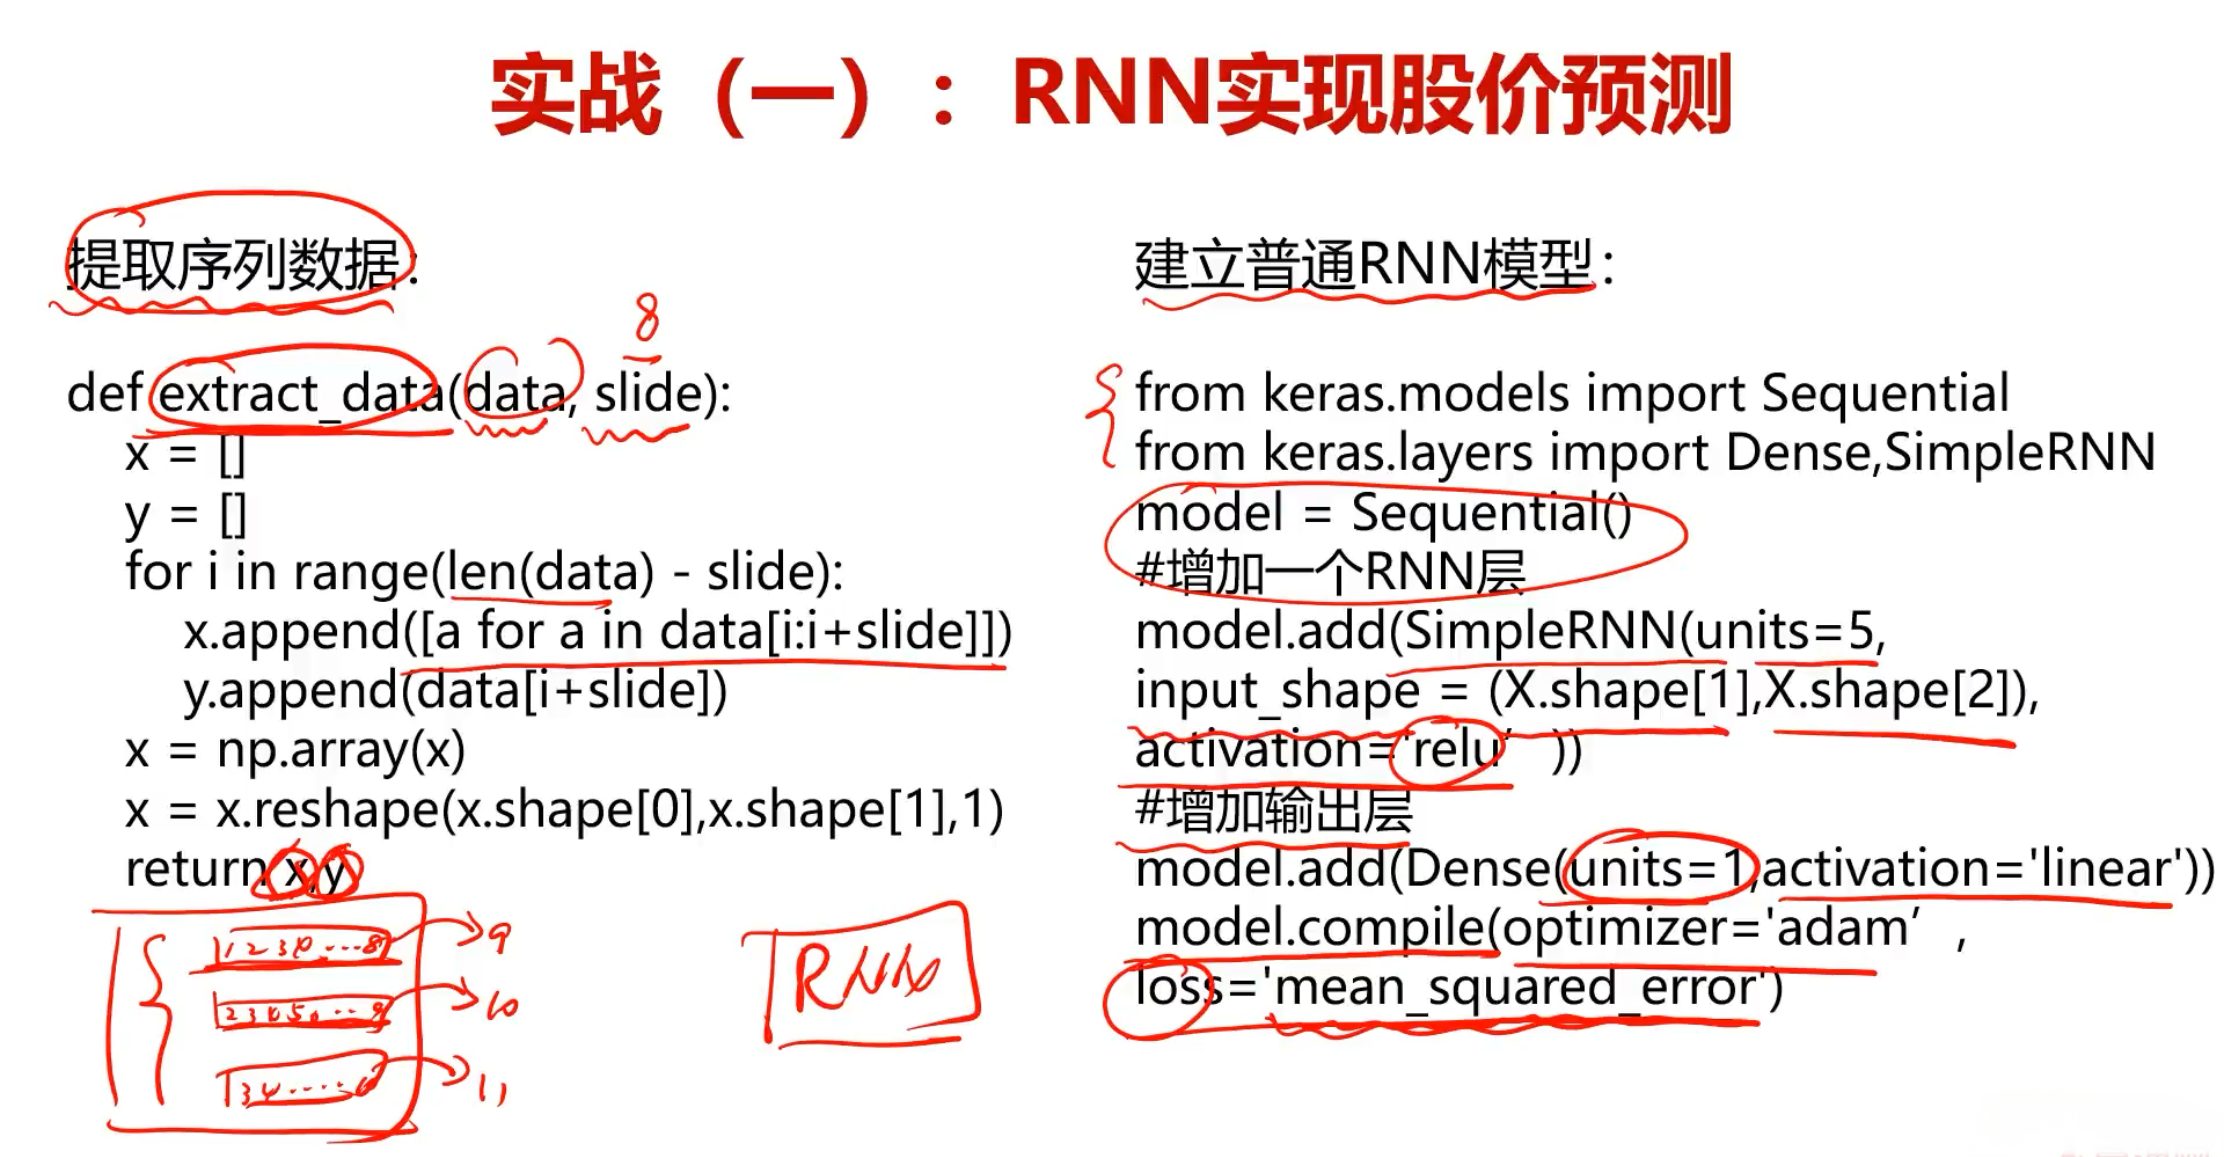 实战（一）：RNN实现股价预测
提取序列数据：
8
def extract_data(data, slide):
x = []
y = []
for i in range(len(data) - slide):
x.append([a for a in data[i:i+slide]])
y.append(data[i+slide])
x = np.array(x)
x = x.reshape(x.shape[0],x.shape[1],1)
return x,y
1 2 3 4 ... 8 9
2 3 4 5 ... 9 10
3 4 ..... 11
RNN
建立普通RNN模型：
from keras.models import Sequential
from keras.layers import Dense,SimpleRNN
model = Sequential()
#增加一个RNN层
model.add(SimpleRNN(units=5,
input_shape = (X.shape[1],X.shape[2]),
activation='relu’ ))
#增加输出层
model.add(Dense(units=1,activation='linear'))
model.compile(optimizer='adam’ ,
loss='mean_squared_error')